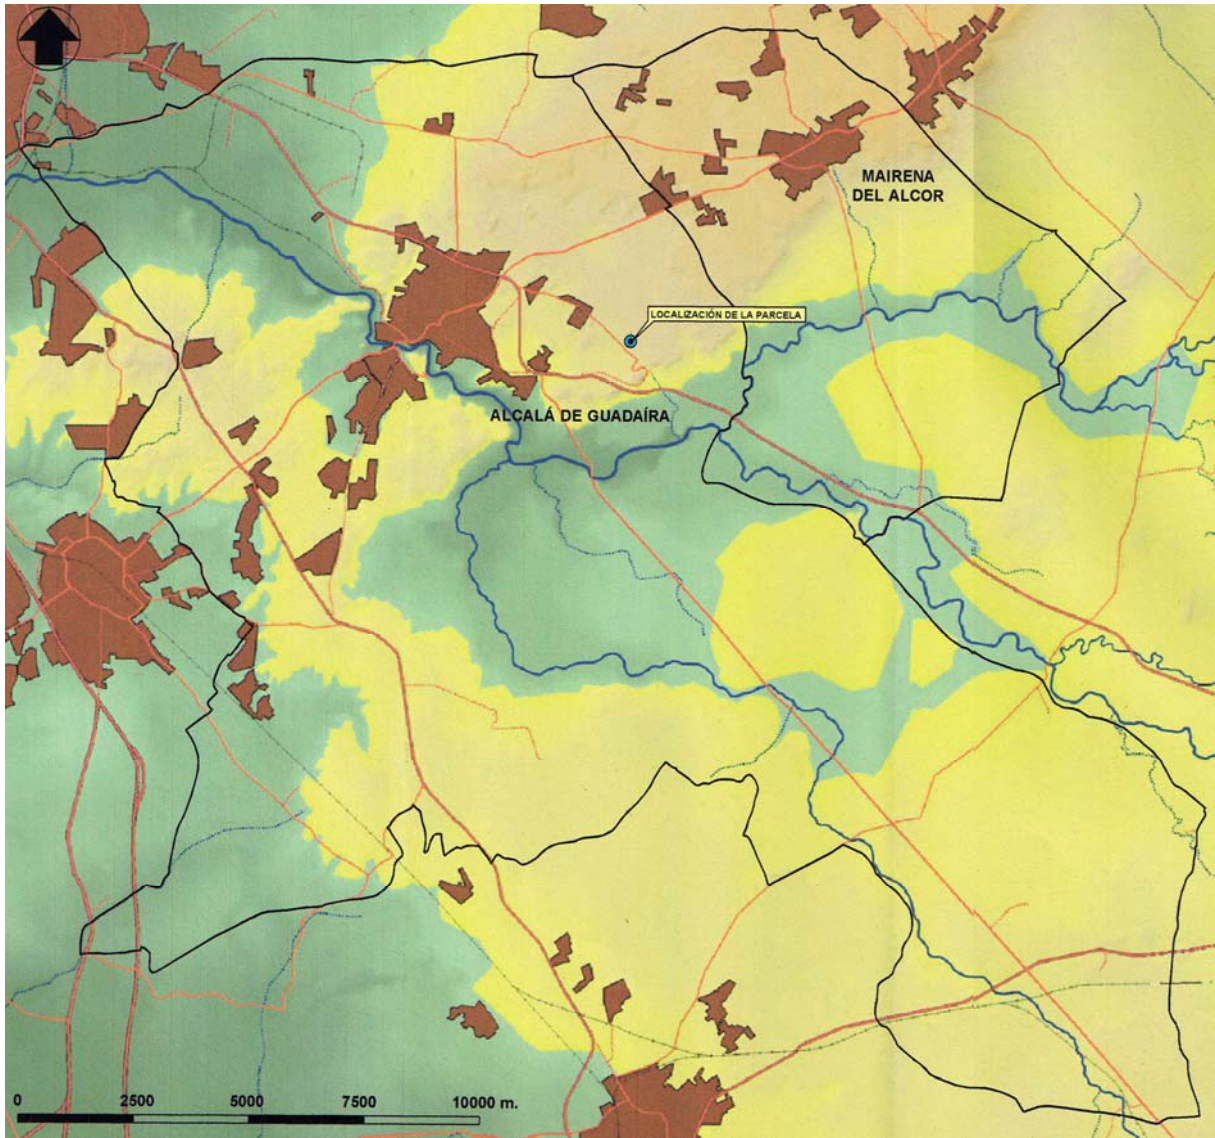 MAIRENA
DEL ALCOR
LOCALIZACIÓN DE LA PARCELA
ALCALÁ DE GUADAÍRA
0 2500 5000 7500 10000 m.